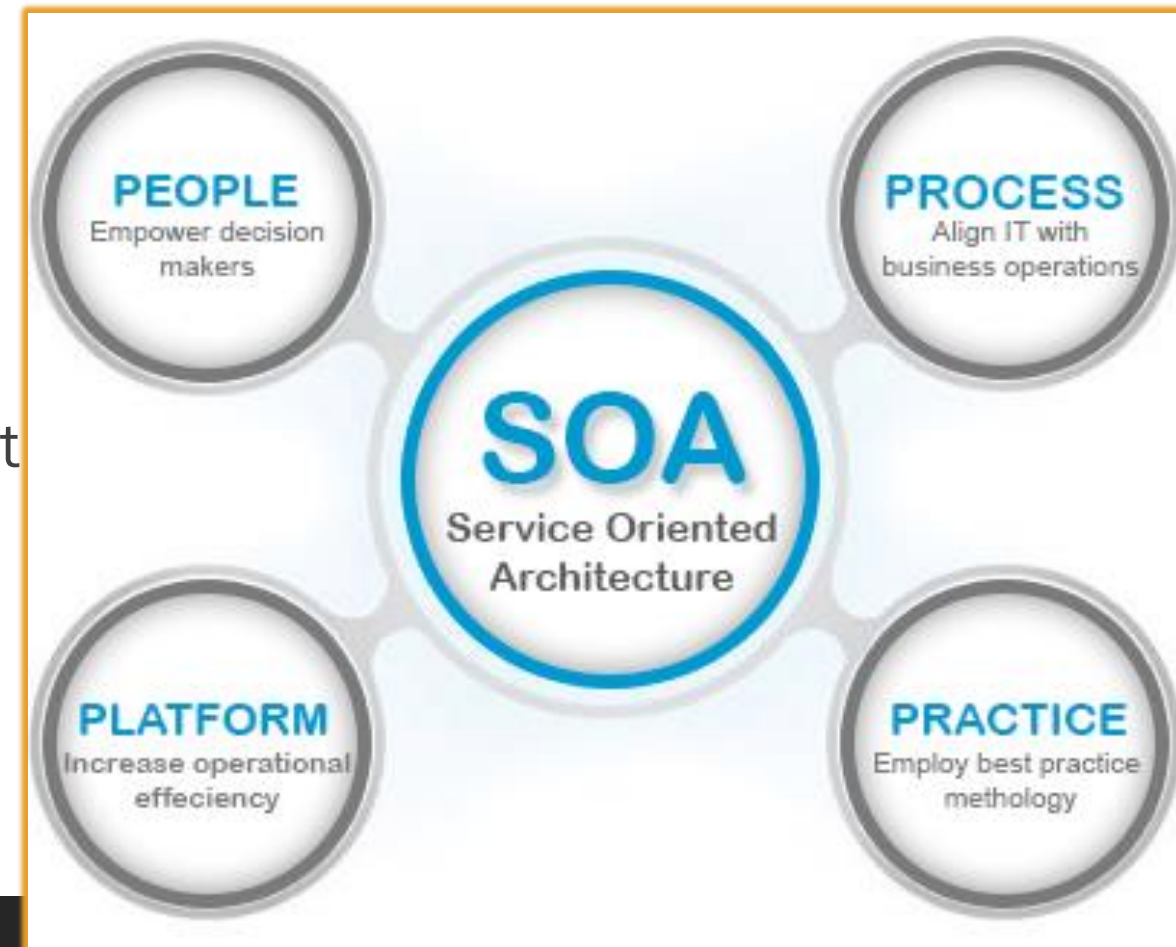 PEOPLE
Empower decision
makers
PROCESS
Align IT with
business operations
t
SOA
Service Oriented
Architecture
PLATFORM
Increase operational
effeciency
PRACTICE
Employ best practice
methology